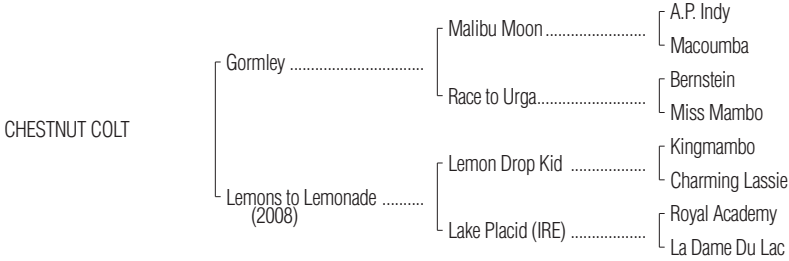 A.P. Indy
Malibu Moon ........................
Macoumba
Gormley ................................
Bernstein
Race to Urga..........................
Miss Mambo
CHESTNUT COLT
Kingmambo
Lemon Drop Kid ..................
Charming Lassie
Lemons to Lemonade ..........
(2008)
Royal Academy
Lake Placid (IRE) ..................
La Dame Du Lac